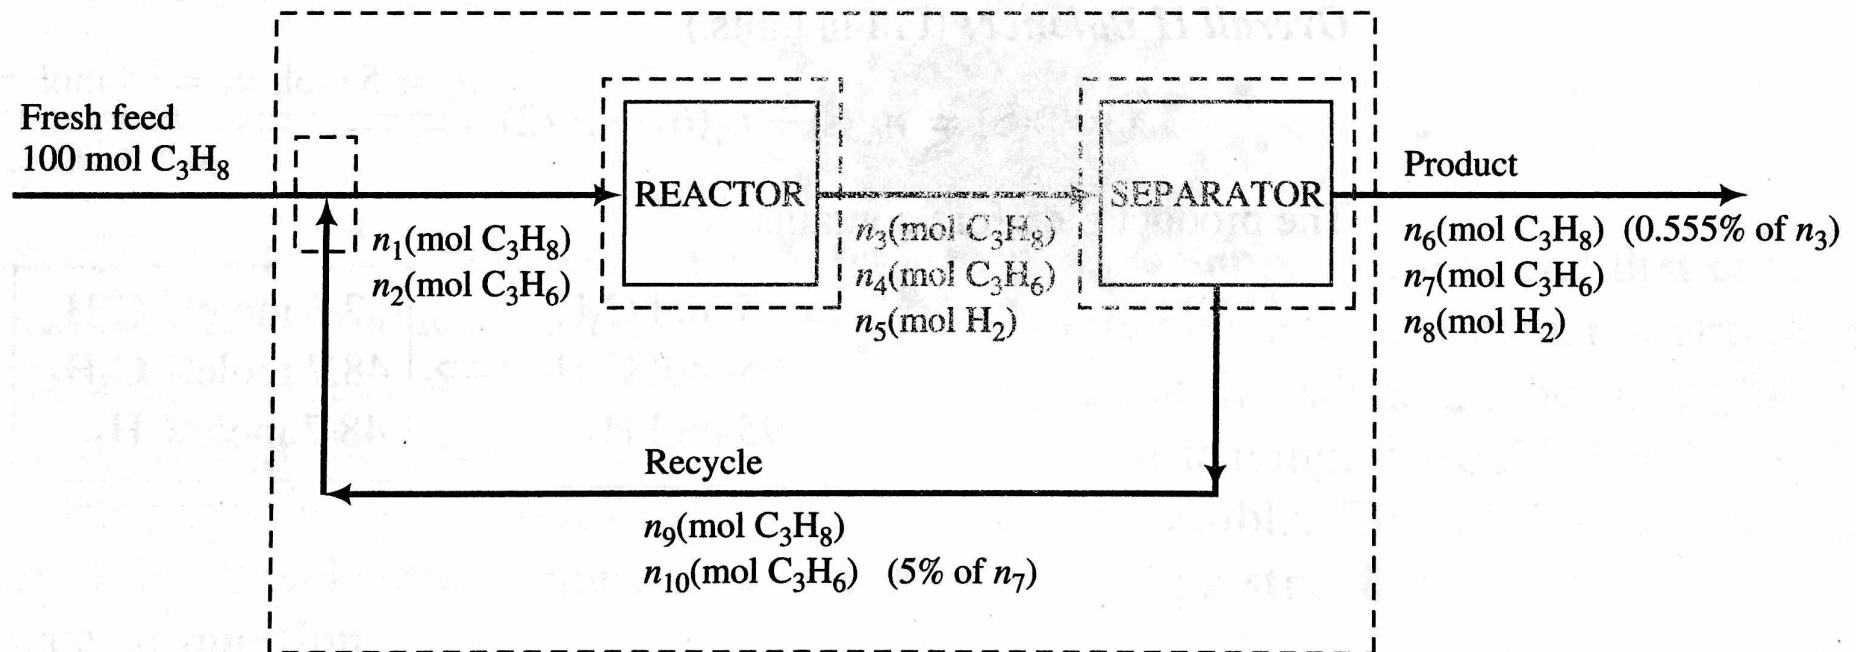 Fresh feed
100 mol C₃H₈
REACTOR
SEPARATOR
Product
n₁(mol C₃H₈)
n₂(mol C₃H₆)
n₃(mol C₃H₈)
n₄(mol C₃H₆)
n₅(mol H₂)
n₆(mol C₃H₈) (0.555% of n₃)
n₇(mol C₃H₆)
n₈(mol H₂)
Recycle
n₉(mol C₃H₈)
n₁₀(mol C₃H₆) (5% of n₇)